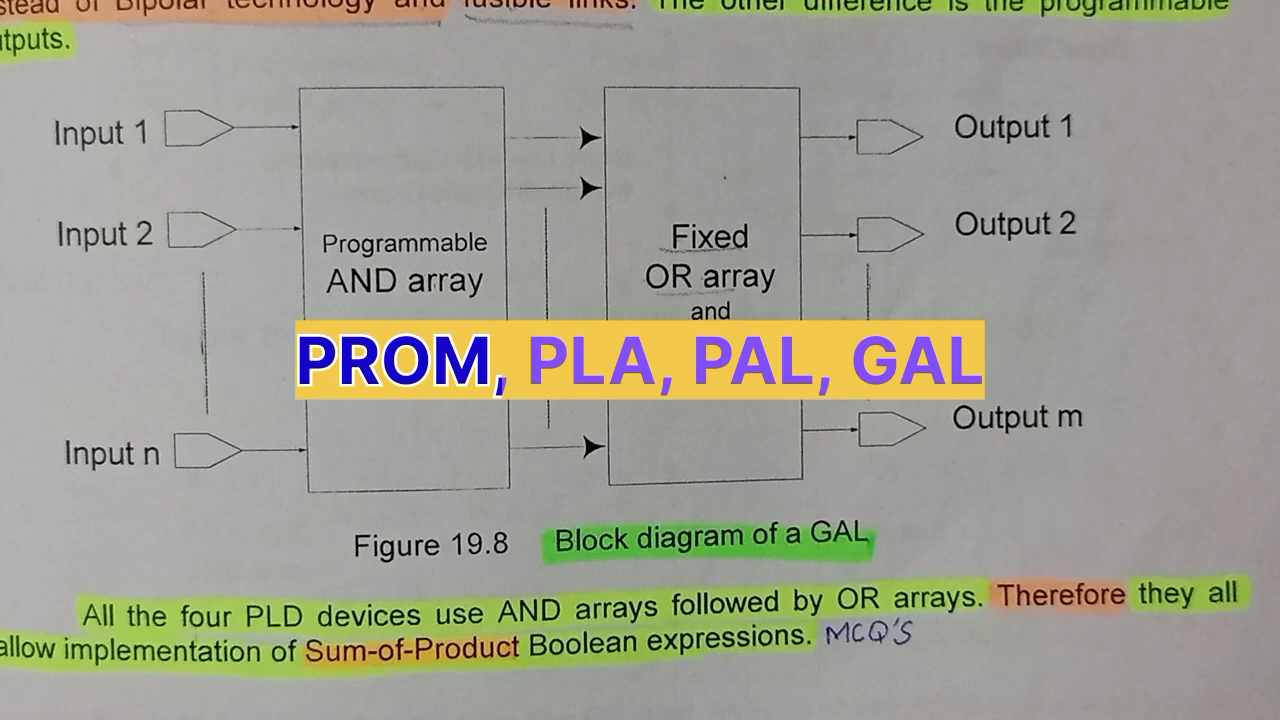 stead of Bipolar technology and fusible links. The other difference is the programmable
utputs.
Input 1
Output 1
Input 2
Output 2
Programmable
AND array
Fixed
OR array
and
PROM, PLA, PAL, GAL
Input n
Output m
Figure 19.8 Block diagram of a GAL
All the four PLD devices use AND arrays followed by OR arrays. Therefore they all
allow implementation of Sum-of-Product Boolean expressions. MCQ'S